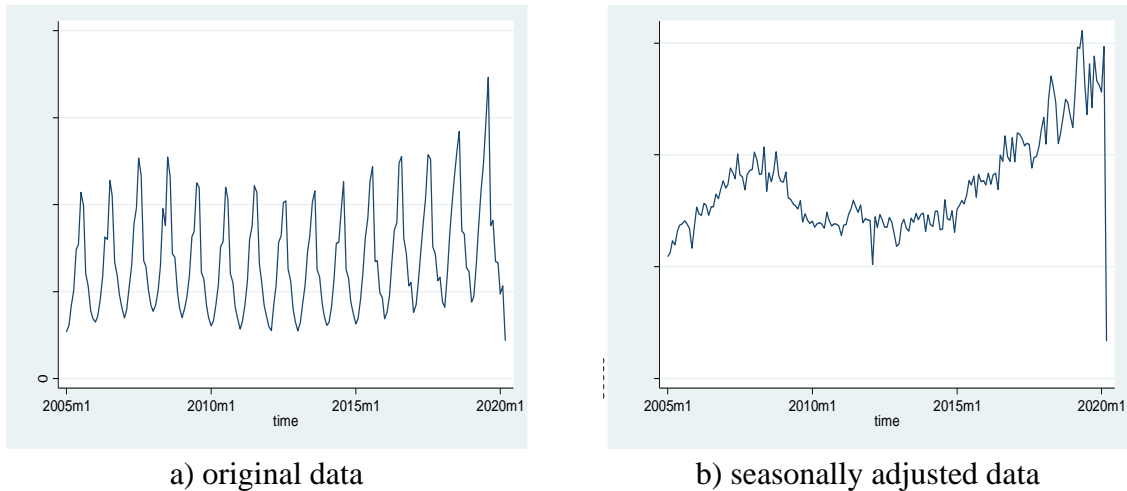 0
2005m1 2010m1 2015m1 2020m1
time
2005m1 2010m1 2015m1 2020m1
time
a) original data
b) seasonally adjusted data